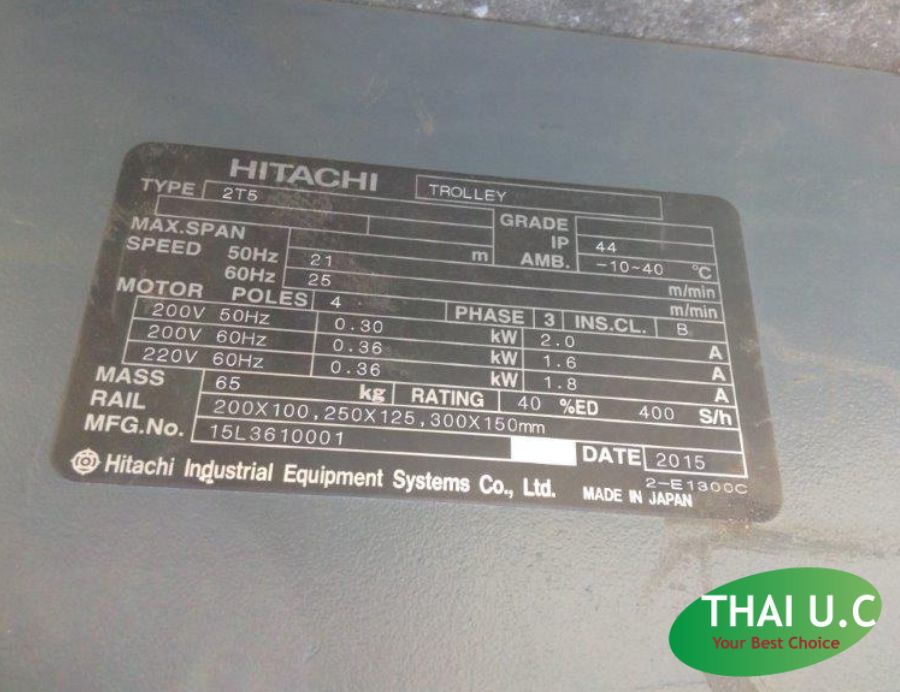 HITACHI TROLLEY
TYPE 2T5
GRADE
MAX.SPAN m IP 44
SPEED 50Hz 21 m/min AMB. -10~40 °C
60Hz 25 m/min
MOTOR POLES 4 PHASE 3 INS.CL. B
200V 50Hz 0.30 kW 2.0 A
200V 60Hz 0.36 kW 1.6 A
220V 60Hz 0.36 kW 1.8 A
MASS 65 kg RATING 40 %ED 400 S/h
RAIL 200X100,250X125,300X150mm
MFG.No. 15L3610001 DATE 2015
2-E1300C
Hitachi Industrial Equipment Systems Co., Ltd. MADE IN JAPAN
THAI U.C
Your Best Choice